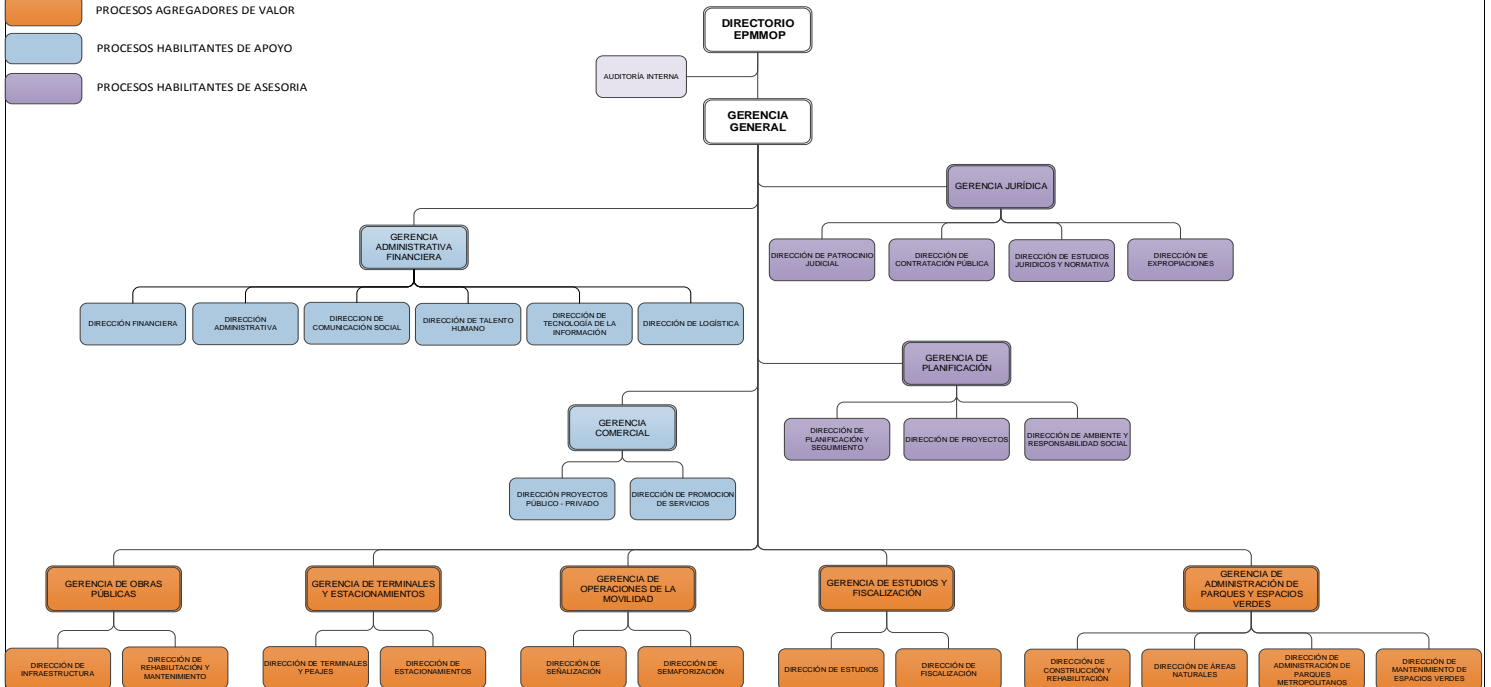 PROCESOS AGREGADORES DE VALOR
PROCESOS HABILITANTES DE APOYO
PROCESOS HABILITANTES DE ASESORIA
DIRECTORIO
EPMMOP
AUDITORÍA INTERNA
GERENCIA
GENERAL
GERENCIA JURÍDICA
DIRECCIÓN DE PATROCINIO
JUDICIAL
DIRECCIÓN DE
CONTRATACIÓN PÚBLICA
DIRECCIÓN DE ESTUDIOS
JURIDICOS Y NORMATIVA
DIRECCIÓN DE
EXPROPIACIONES
GERENCIA
ADMINISTRATIVA
FINANCIERA
DIRECCIÓN FINANCIERA
DIRECCIÓN
ADMINISTRATIVA
DIRECCION DE
COMUNICACIÓN SOCIAL
DIRECCIÓN DE TALENTO
HUMANO
DIRECCIÓN DE
TECNOLOGÍA DE LA
INFORMACIÓN
DIRECCIÓN DE LOGÍSTICA
GERENCIA DE
PLANIFICACIÓN
DIRECCIÓN DE
PLANIFICACIÓN Y
SEGUIMIENTO
DIRECCIÓN DE PROYECTOS
DIRECCIÓN DE AMBIENTE Y
RESPONSABILIDAD SOCIAL
GERENCIA
COMERCIAL
DIRECCIÓN PROYECTOS
PÚBLICO - PRIVADO
DIRECCIÓN DE PROMOCION
DE SERVICIOS
GERENCIA DE OBRAS
PÚBLICAS
DIRECCIÓN DE
INFRAESTRUCTURA
DIRECCIÓN DE
REHABILITACIÓN Y
MANTENIMIENTO
GERENCIA DE TERMINALES
Y ESTACIONAMIENTOS
DIRECCIÓN DE TERMINALES
Y PEAJES
DIRECCIÓN DE
ESTACIONAMIENTOS
GERENCIA DE
OPERACIONES DE LA
MOVILIDAD
DIRECCIÓN DE
SEÑALIZACIÓN
DIRECCIÓN DE
SEMAFORIZACIÓN
GERENCIA DE ESTUDIOS Y
FISCALIZACIÓN
DIRECCIÓN DE ESTUDIOS
DIRECCIÓN DE
FISCALIZACIÓN
GERENCIA DE
ADMINISTRACIÓN DE
PARQUES Y ESPACIOS
VERDES
DIRECCIÓN DE
CONSTRUCCIÓN Y
REHABILITACIÓN
DIRECCIÓN DE ÁREAS
NATURALES
DIRECCIÓN DE
ADMINISTRACIÓN DE
PARQUES
METROPOLITANOS
DIRECCIÓN DE
MANTENIMIENTO DE
ESPACIOS VERDES